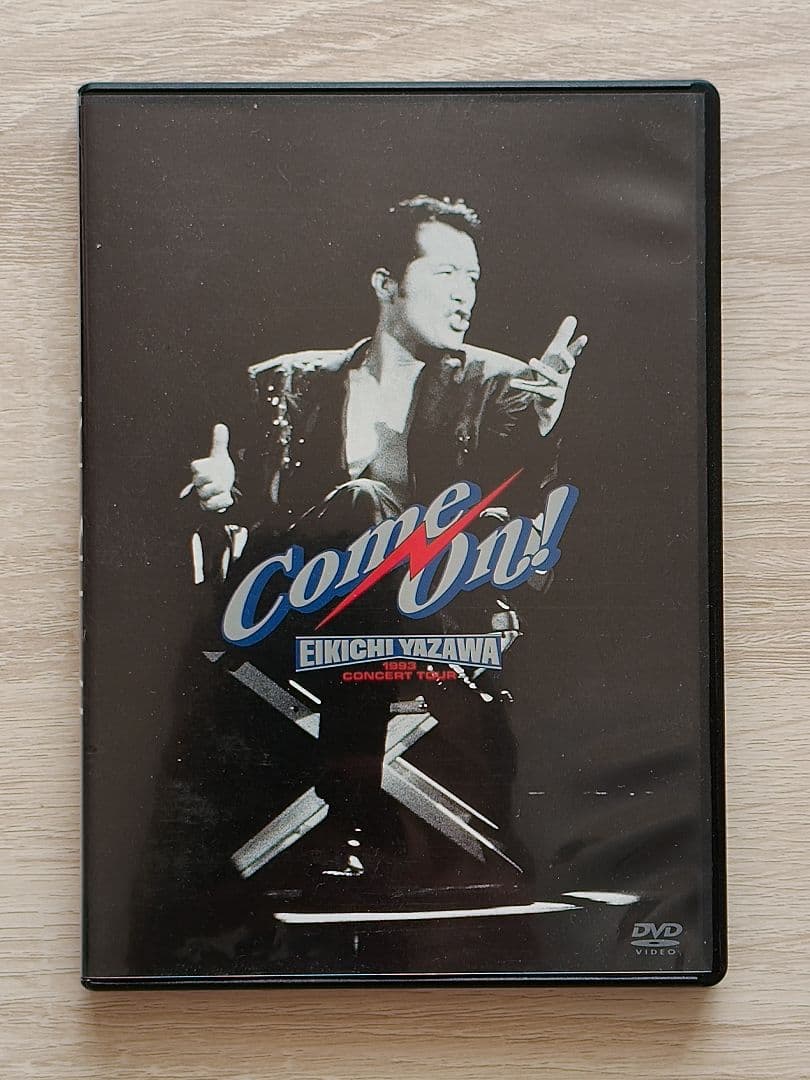 Come On!
EIKICHI YAZAWA
1993
CONCERT TOUR
DVD
VIDEO